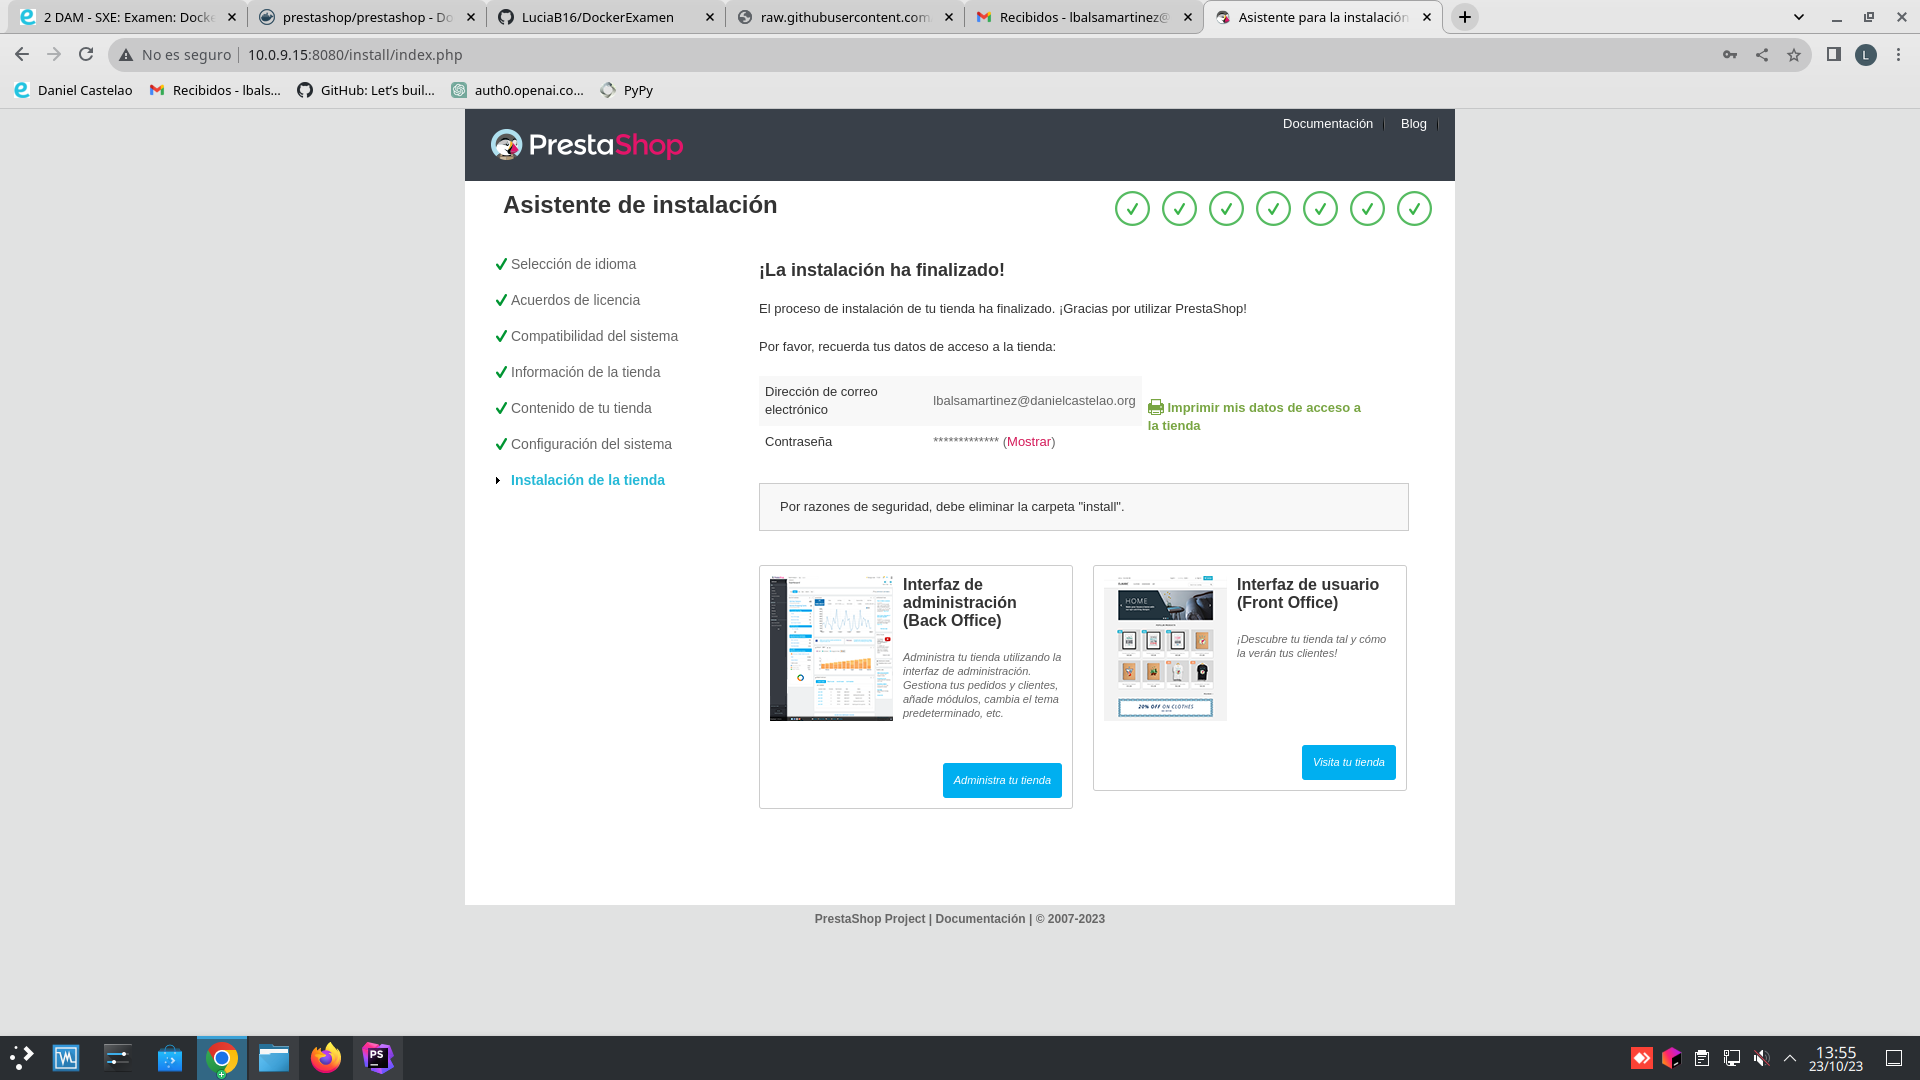 2 DAM - SXE: Examen: Docke
prestashop/prestashop - Do
LuciaB16/DockerExamen
raw.githubusercontent.com
Recibidos - lbalsamartinez@
Asistente para la instalación
No es seguro
10.0.9.15:8080/install/index.php
L
Daniel Castelao
Recibidos - lbals...
GitHub: Let's buil...
auth0.openai.co...
PyPy
PrestaShop
Documentación
Blog
Asistente de instalación
Selección de idioma
Acuerdos de licencia
Compatibilidad del sistema
Información de la tienda
Contenido de tu tienda
Configuración del sistema
Instalación de la tienda
¡La instalación ha finalizado!
El proceso de instalación de tu tienda ha finalizado. ¡Gracias por utilizar PrestaShop!
Por favor, recuerda tus datos de acceso a la tienda:
Dirección de correo
electrónico
lbalsamartinez@danielcastelao.org
Contraseña
************* (Mostrar)
Imprimir mis datos de acceso a
la tienda
Por razones de seguridad, debe eliminar la carpeta "install".
Interfaz de
administración
(Back Office)
Administra tu tienda utilizando la
interfaz de administración.
Gestiona tus pedidos y clientes,
añade módulos, cambia el tema
predeterminado, etc.
Administra tu tienda
HOME
20% OFF ON CLOTHES
Interfaz de usuario
(Front Office)
¡Descubre tu tienda tal y cómo
la verán tus clientes!
Visita tu tienda
PrestaShop Project | Documentación | © 2007-2023
PS
13:55
23/10/23